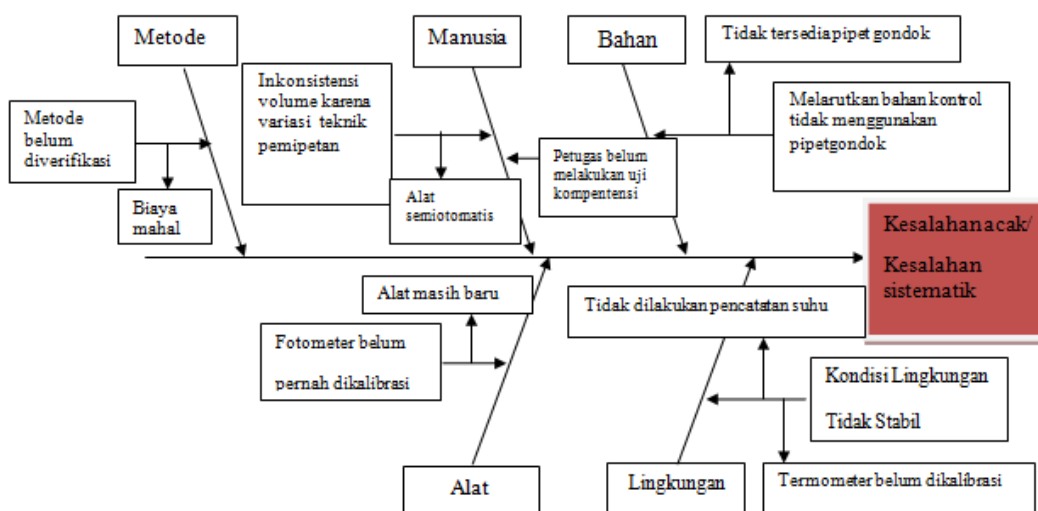 Metode
Manusia
Bahan
Tidak tersedia pipet gondok
Metode
belum
diverifikasi
Biaya
mahal
Inkonsistensi
volume karena
variasi teknik
pemipetan
Alat
semiotomatis
Petugas belum
melakukan uji
kompentensi
Melarutkan bahan kontrol
tidak menggunakan
pipetgondok
Kesalahan acak/
Kesalahan
sistematik
Alat masih baru
Fotometer belum
pernah dikalibrasi
Tidak dilakukan pencatatan suhu
Kondisi Lingkungan
Tidak Stabil
Alat
Lingkungan
Termometer belum dikalibrasi